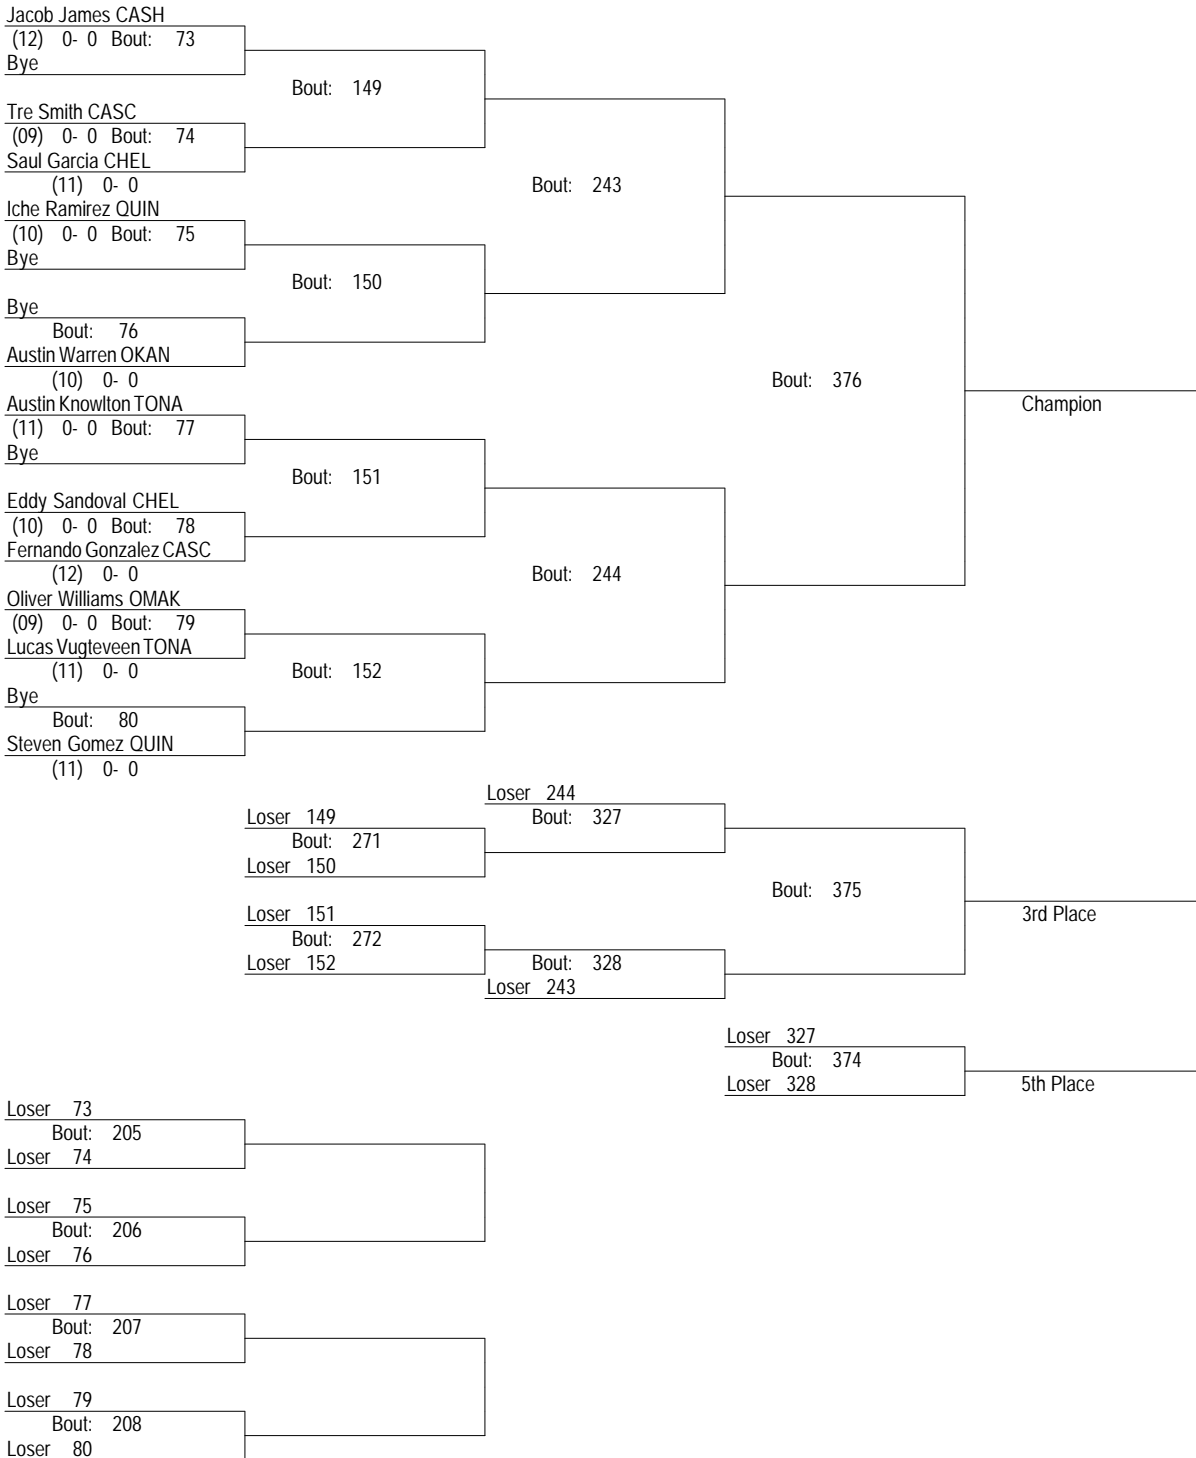 Jacob James CASH
(12) 0- 0 Bout: 73
Bye
Bout: 149
Tre Smith CASC
(09) 0- 0 Bout: 74
Saul Garcia CHEL
(11) 0- 0
Bout: 243
Iche Ramirez QUIN
(10) 0- 0 Bout: 75
Bye
Bout: 150
Bye
Bout: 76
Austin Warren OKAN
(10) 0- 0
Bout: 376
Austin Knowlton TONA
Champion
(11) 0- 0 Bout: 77
Bye
Bout: 151
Eddy Sandoval CHEL
(10) 0- 0 Bout: 78
Fernando Gonzalez CASC
(12) 0- 0
Bout: 244
Oliver Williams OMAK
(09) 0- 0 Bout: 79
Lucas Vugteveen TONA
(11) 0- 0
Bout: 152
Bye
Bout: 80
Steven Gomez QUIN
(11) 0- 0
Loser 244
Loser 149
Bout: 327
Bout: 271
Loser 150
Bout: 375
Loser 151
3rd Place
Bout: 272
Loser 152
Bout: 328
Loser 243
Loser 327
Bout: 374
Loser 328
5th Place
Loser 73
Bout: 205
Loser 74
Loser 75
Bout: 206
Loser 76
Loser 77
Bout: 207
Loser 78
Loser 79
Bout: 208
Loser 80